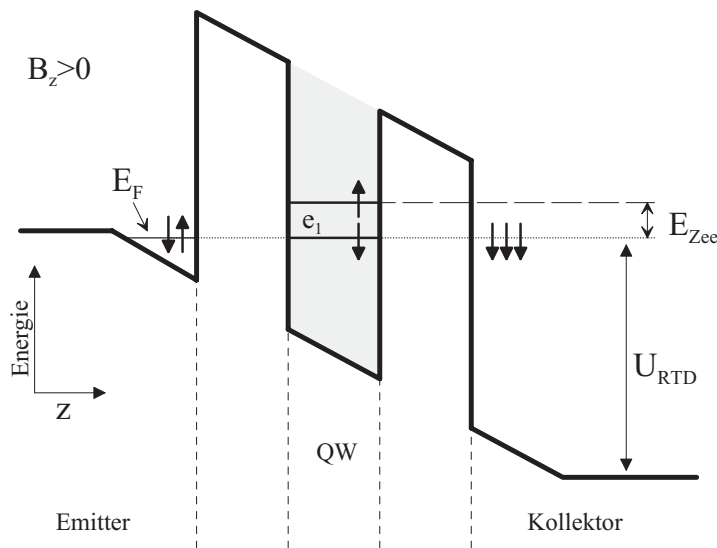 B_z>0
E_F
e_1
E_Zee
Energie
z
U_RTD
QW
Emitter
Kollektor